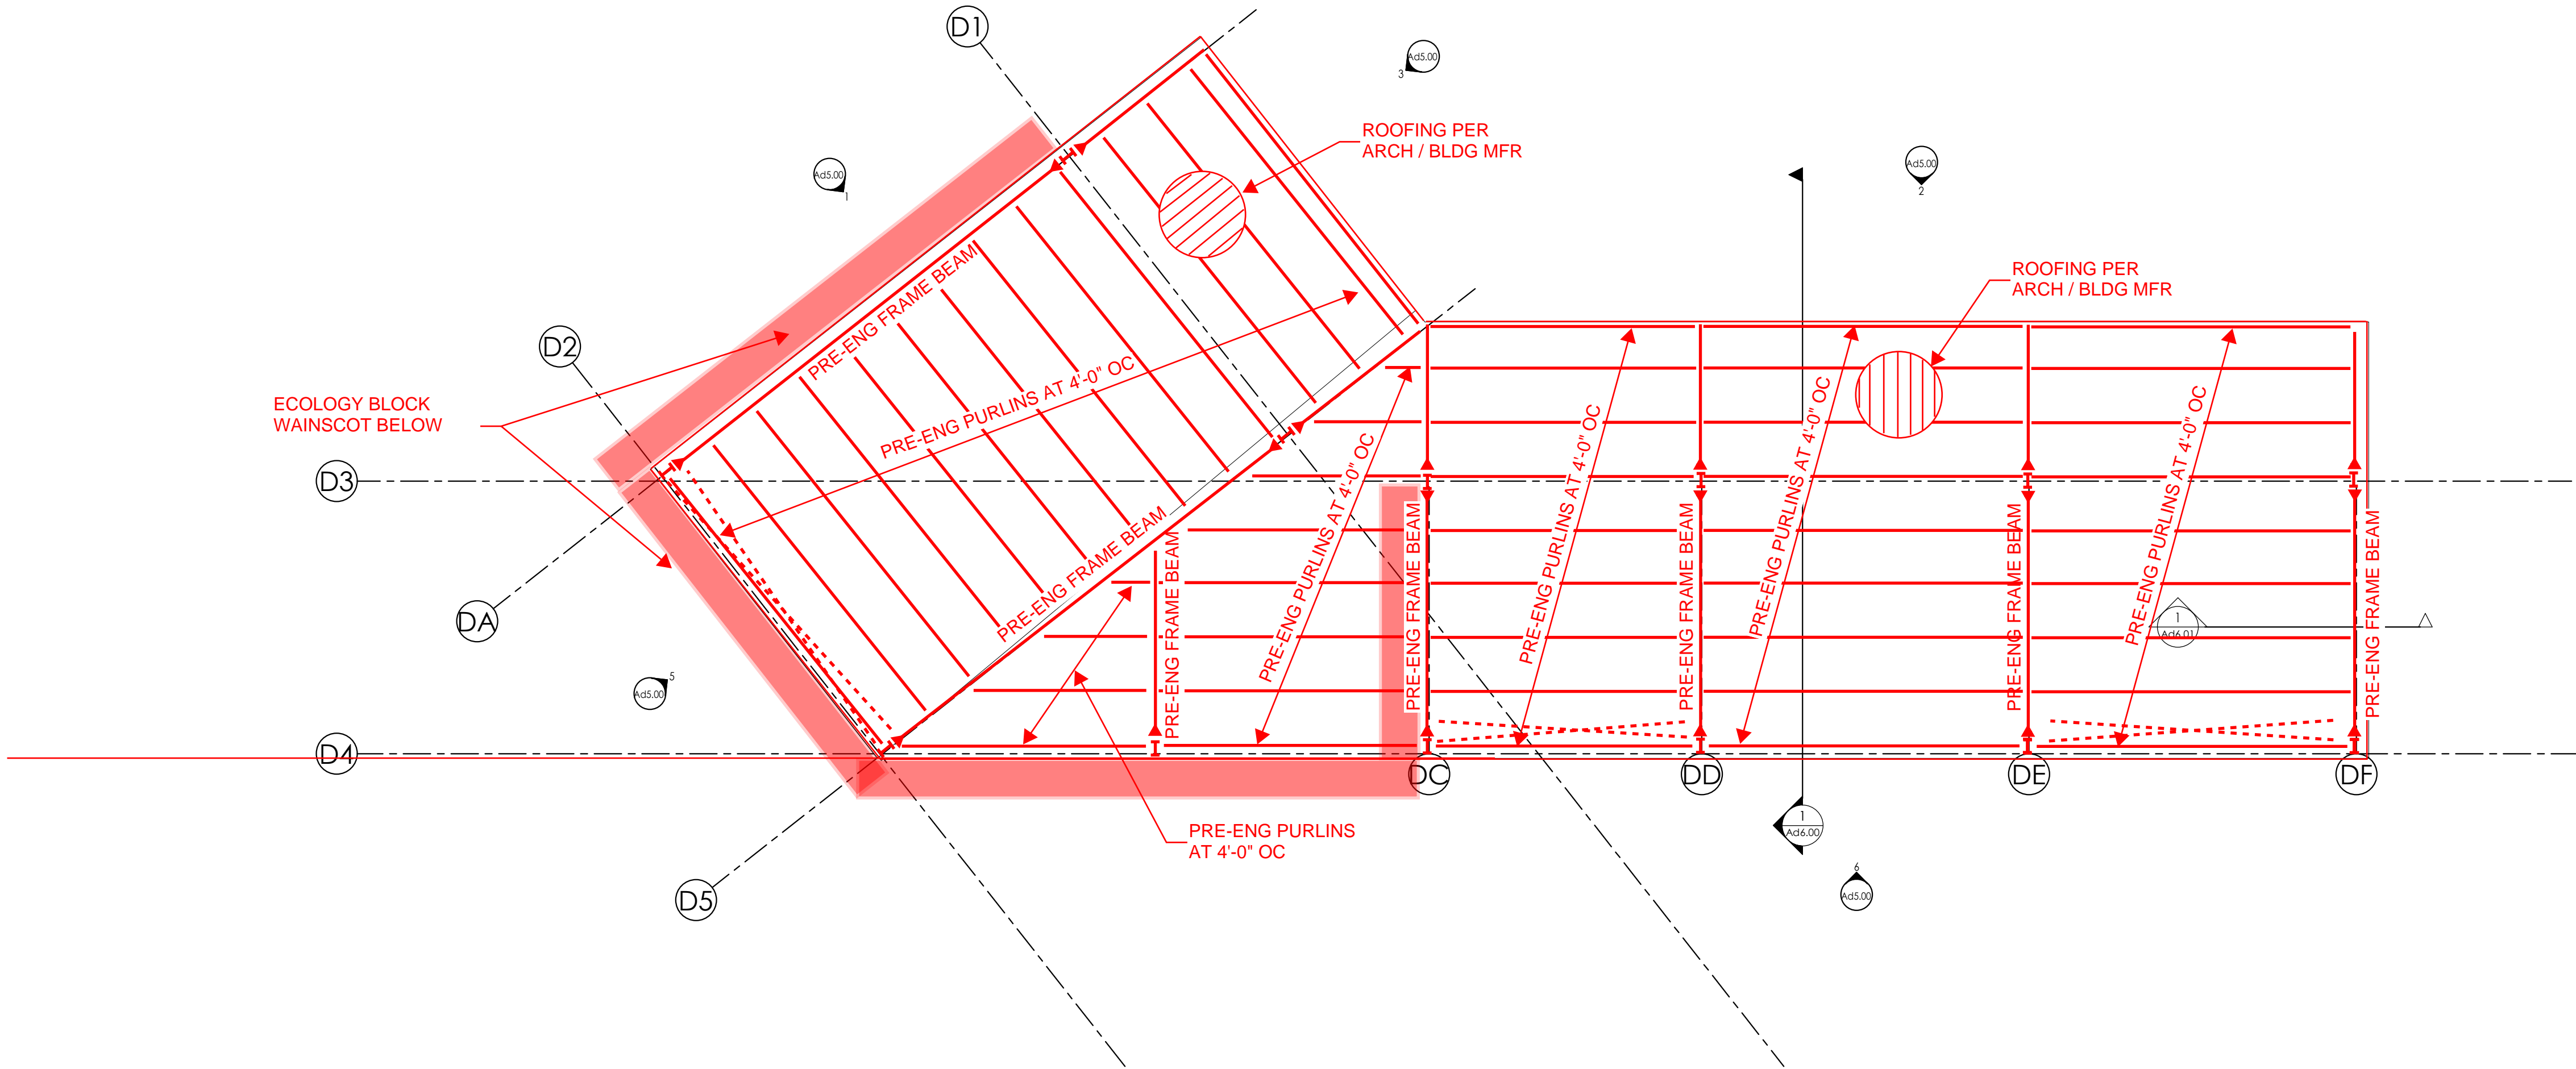 D1
Ad5.00
3
ROOFING PER
ARCH / BLDG MFR
Ad5.00
1
Ad5.00
2
ROOFING PER
ARCH / BLDG MFR
D2
PRE-ENG FRAME BEAM
PRE-ENG PURLINS AT 4'-0" OC
ECOLOGY BLOCK
WAINSCOT BELOW
D3
PRE-ENG FRAME BEAM
PRE-ENG FRAME BEAM
PRE-ENG PURLINS AT 4'-0" OC
PRE-ENG FRAME BEAM
PRE-ENG PURLINS AT 4'-0" OC
PRE-ENG FRAME BEAM
PRE-ENG PURLINS AT 4'-0" OC
PRE-ENG FRAME BEAM
PRE-ENG PURLINS AT 4'-0" OC
PRE-ENG FRAME BEAM
DA
1
Ad6.01
5
Ad5.00
D4
DC
DD
DE
DF
1
Ad6.00
PRE-ENG PURLINS
AT 4'-0" OC
D5
6
Ad5.00